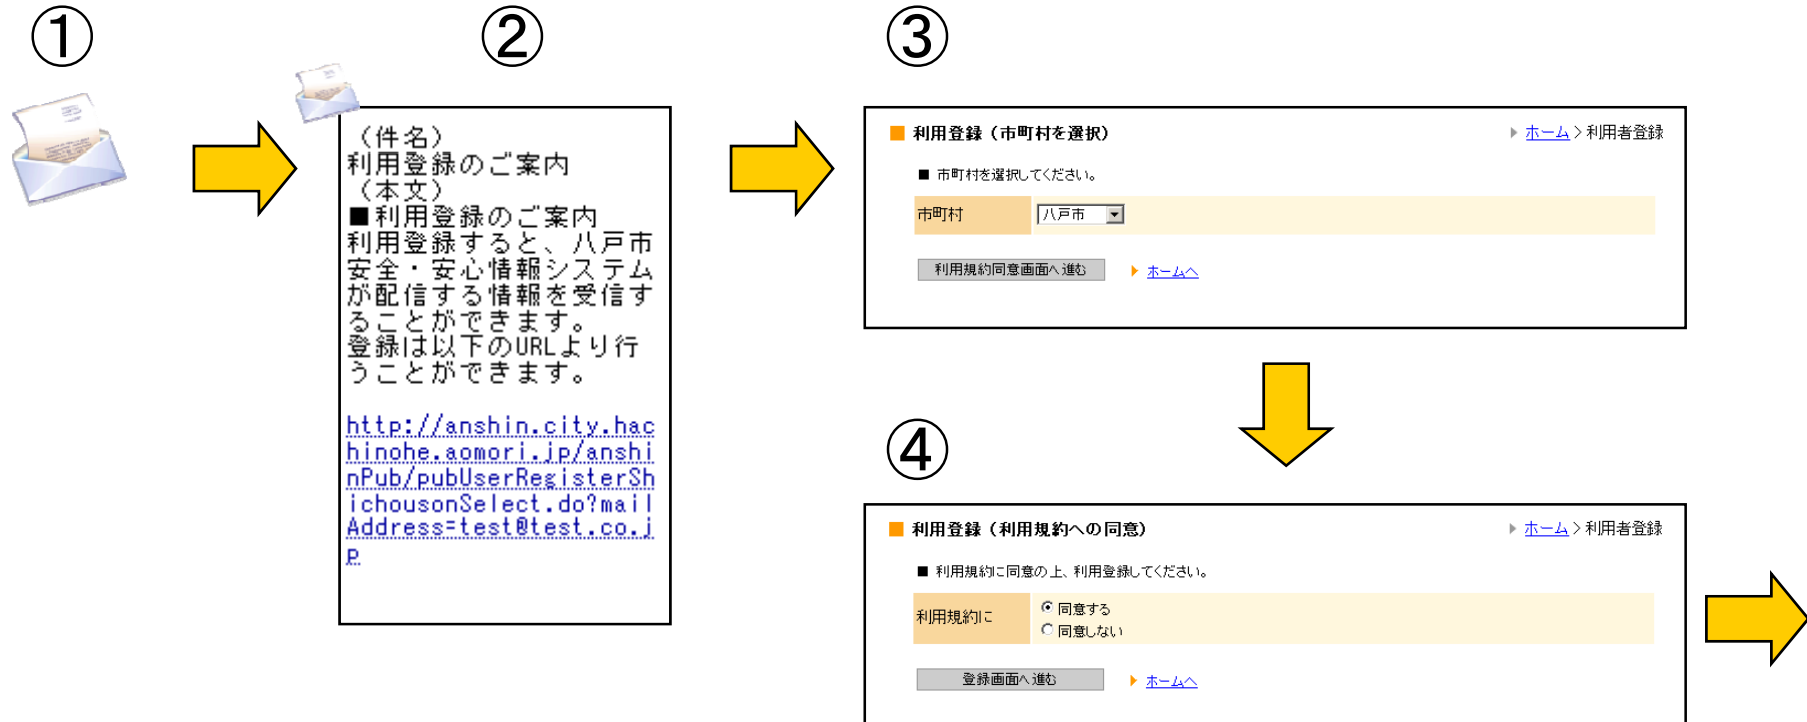 ①
②
（件名）
利用登録のご案内
（本文）
■利用登録のご案内
利用登録すると、八戸市
安全・安心情報システム
が配信する情報を受信す
ることができます。
登録は以下のURLより行
うことができます。
http://anshin.city.hac
hinohe.aomori.jp/anshi
nPub/pubUserRegisterSh
ichousonSelect.do?mail
Address=test@test.co.j
p
③
■ 利用登録（市町村を選択）
ホーム > 利用者登録
■ 市町村を選択してください。
市町村 八戸市
利用規約同意画面へ進む ホームへ
④
■ 利用登録（利用規約への同意）
ホーム > 利用者登録
■ 利用規約に同意の上、利用登録してください。
利用規約に
同意する
同意しない
登録画面へ進む ホームへ